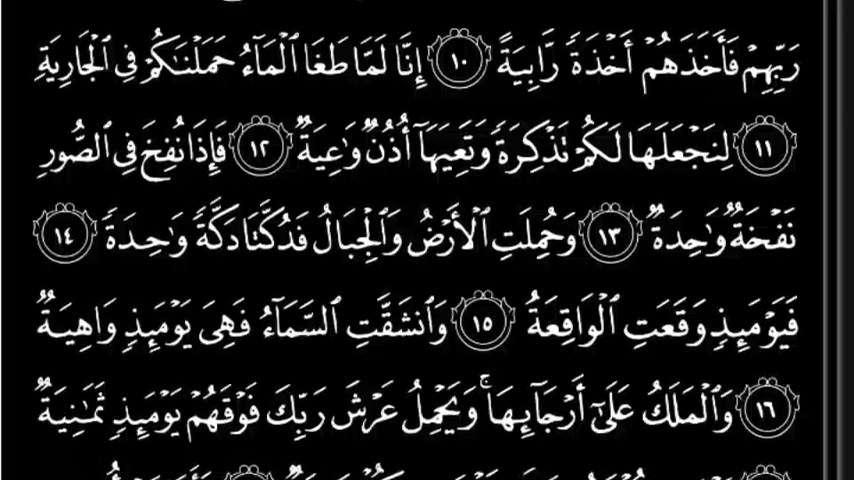 رَبِّهِمْ فَأَخَذَهُمْ أَخْذَةً رَّابِيَةً ١٠ إِنَّا لَمَّا طَغَا ٱلْمَآءُ حَمَلْنَـٰكُمْ فِى ٱلْجَارِيَةِ
١١ لِنَجْعَلَهَا لَكُمْ تَذْكِرَةً وَتَعِيَهَآ أُذُنٌ وَٰعِيَةٌ ١٢ فَإِذَا نُفِخَ فِى ٱلصُّورِ
نَفْخَةٌ وَٰحِدَةٌ ١٣ وَحُمِلَتِ ٱلْأَرْضُ وَٱلْجِبَالُ فَدُكَّتَا دَكَّةً وَٰحِدَةً ١٤
فَيَوْمَئِذٍ وَقَعَتِ ٱلْوَاقِعَةُ ١٥ وَٱنشَقَّتِ ٱلسَّمَآءُ فَهِىَ يَوْمَئِذٍ وَاهِيَةٌ
١٦ وَٱلْمَلَكُ عَلَىٰٓ أَرْجَآئِهَا ۚ وَيَحْمِلُ عَرْشَ رَبِّكَ فَوْقَهُمْ يَوْمَئِذٍ ثَمَـٰنِيَةٌ